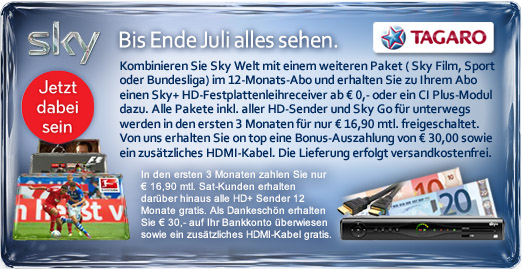 sky
Bis Ende Juli alles sehen.
TAGARO
Jetzt
dabei
sein
Kombinieren Sie Sky Welt mit einem weiteren Paket ( Sky Film, Sport
oder Bundesliga) im 12-Monats-Abo und erhalten Sie zu Ihrem Abo
einen Sky+ HD-Festplattenleihreceiver ab € 0,- oder ein CI Plus-Modul
dazu. Alle Pakete inkl. aller HD-Sender und Sky Go für unterwegs
werden in den ersten 3 Monaten für nur € 16,90 mtl. freigeschaltet.
Von uns erhalten Sie on top eine Bonus-Auszahlung von € 30,00 sowie
ein zusätzliches HDMI-Kabel. Die Lieferung erfolgt versandkostenfrei.
In den ersten 3 Monaten zahlen Sie nur
€ 16,90 mtl. Sat-Kunden erhalten
darüber hinaus alle HD+ Sender 12
Monate gratis. Als Dankeschön erhalten
Sie € 30,- auf Ihr Bankkonto überwiesen
sowie ein zusätzliches HDMI-Kabel gratis.
F1
10
20